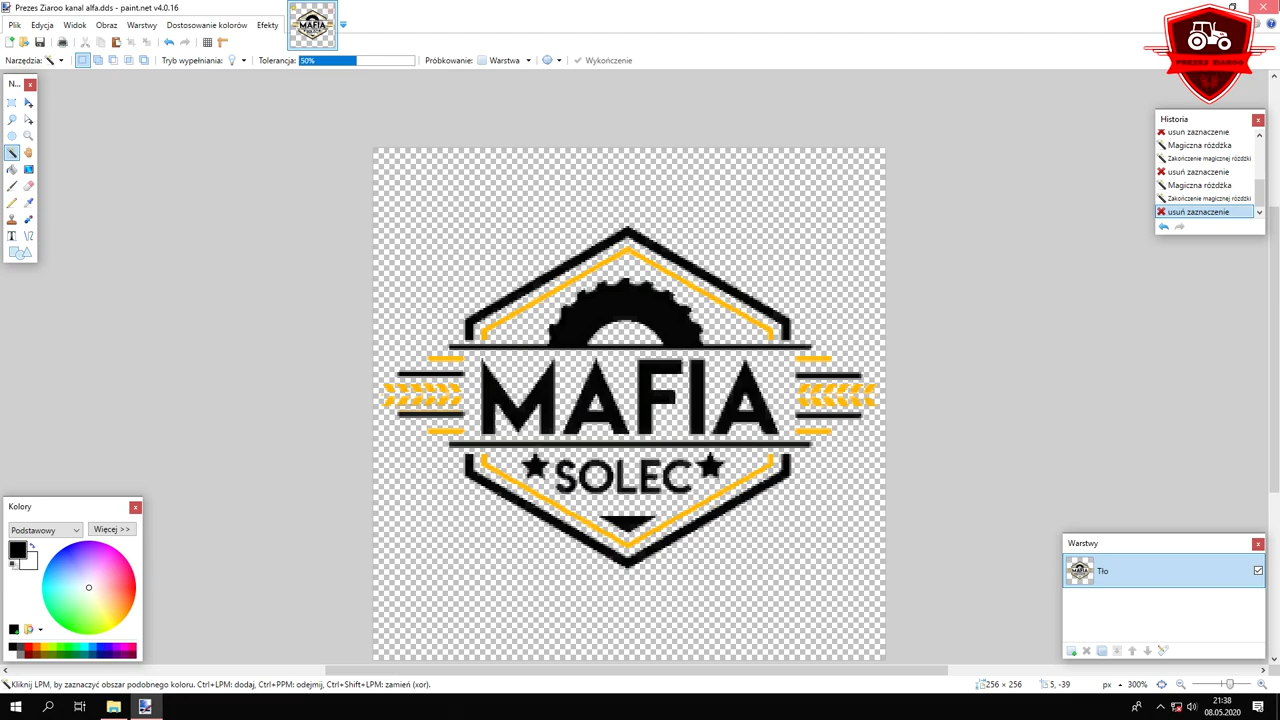 Prezes Ziaroo kanal alfa.dds - paint.net v4.0.16
Plik Edycja Widok Obraz Warstwy Dostosowanie kolorów Efekty
Narzędzia: Tryb wypełniania: Tolerancja: 50% Próbkowanie: Warstwa Wykończenie
PREZES ZIAROO
N...
Historia
usuń zaznaczenie
Magiczna różdżka
Zakończenie magicznej różdżki
usuń zaznaczenie
Magiczna różdżka
Zakończenie magicznej różdżki
usuń zaznaczenie
MAFIA
SOLEC
Kolory
Podstawowy Więcej >>
Warstwy
Tło
Kliknij LPM, by zaznaczyć obszar podobnego koloru. Ctrl+LPM: dodaj, Ctrl+PPM: odejmij, Ctrl+Shift+LPM: zamień (xor).
256 × 256 5, -39 px 300%
21:38
08.05.2020